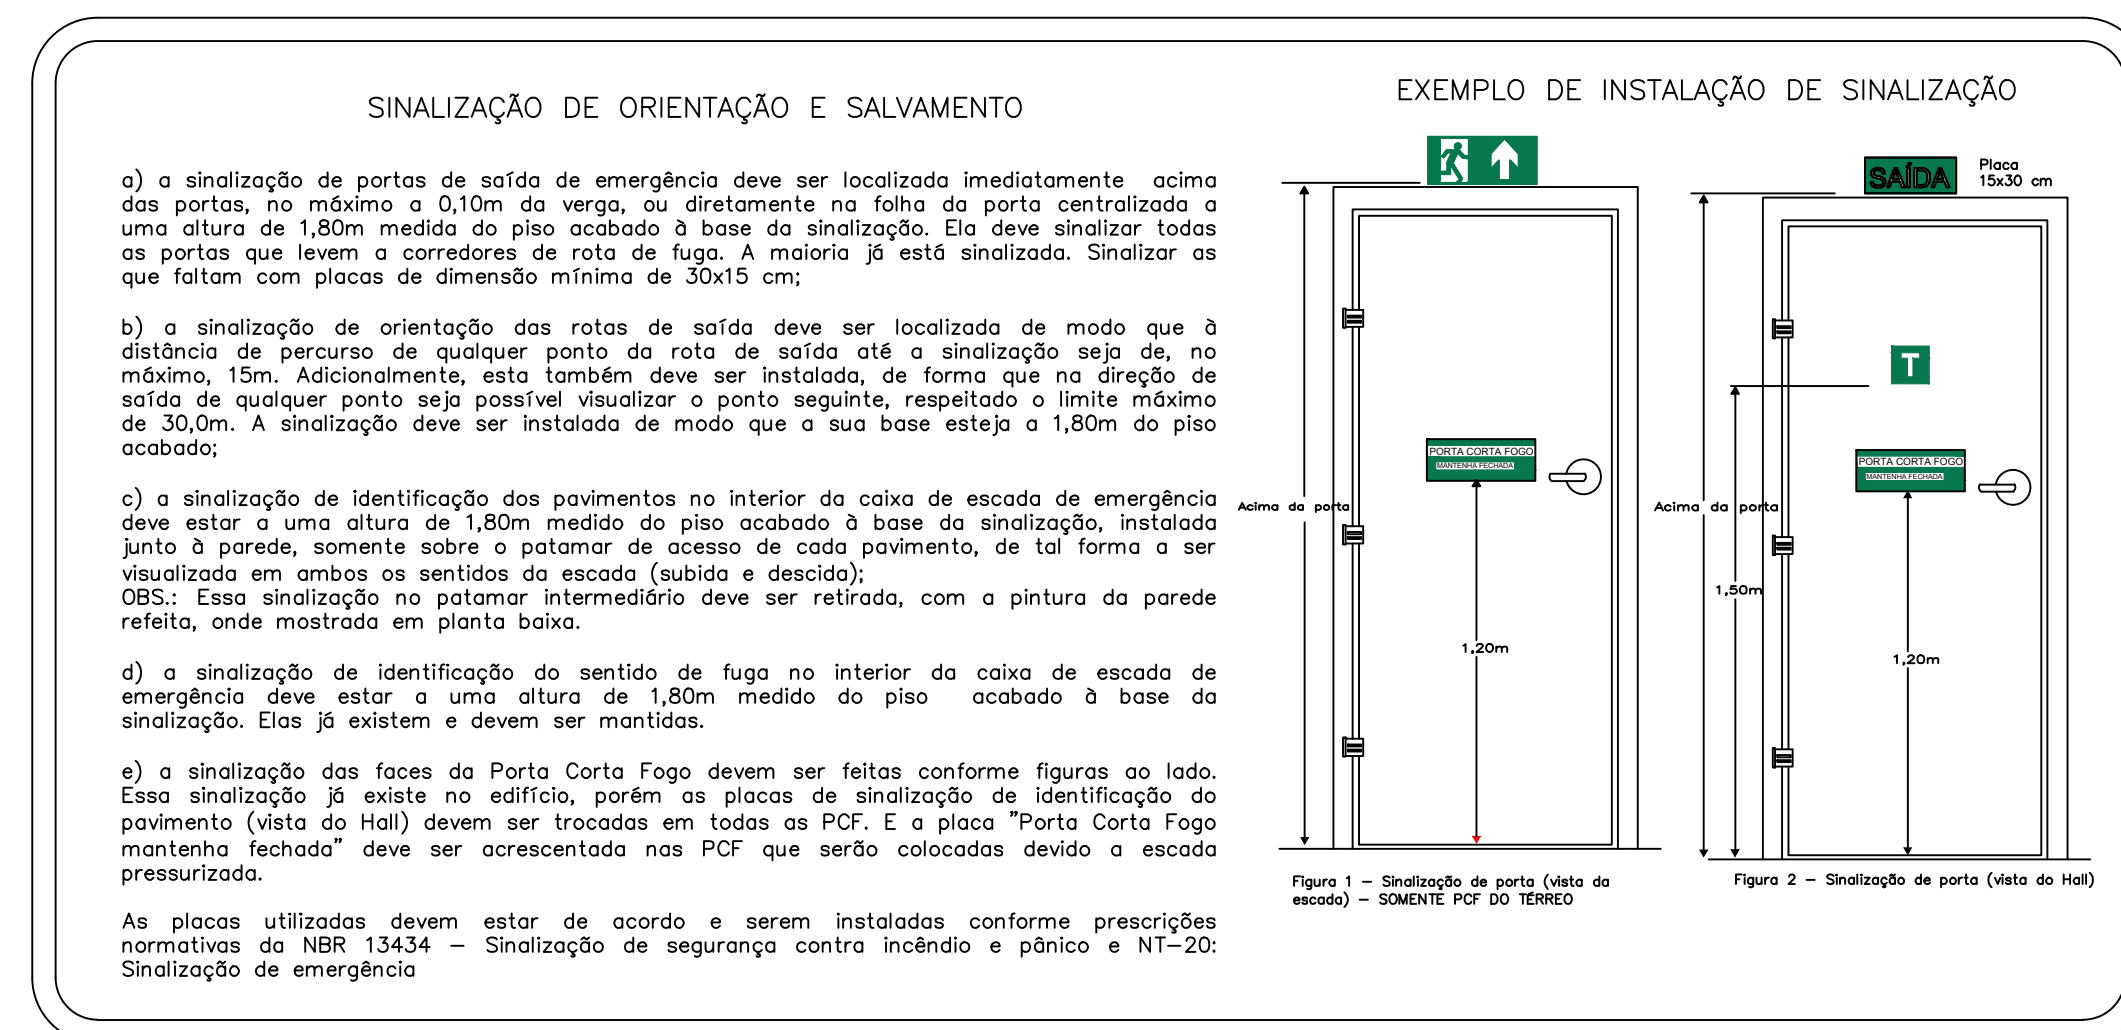 SINALIZAÇÃO DE ORIENTAÇÃO E SALVAMENTO
a) a sinalização de portas de saída de emergência deve ser localizada imediatamente acima
das portas, no máximo a 0,10m da verga, ou diretamente na folha da porta centralizada a
uma altura de 1,80m medida do piso acabado à base da sinalização. Ela deve sinalizar todas
as portas que levem a corredores de rota de fuga. A maioria já está sinalizada. Sinalizar as
que faltam com placas de dimensão mínima de 30x15 cm;
b) a sinalização de orientação das rotas de saída deve ser localizada de modo que à
distância de percurso de qualquer ponto da rota de saída até a sinalização seja de, no
máximo, 15m. Adicionalmente, esta também deve ser instalada, de forma que na direção de
saída de qualquer ponto seja possível visualizar o ponto seguinte, respeitado o limite máximo
de 30,0m. A sinalização deve ser instalada de modo que a sua base esteja a 1,80m do piso
acabado;
c) a sinalização de identificação dos pavimentos no interior da caixa de escada de emergência
deve estar a uma altura de 1,80m medido do piso acabado à base da sinalização, instalada
junto à parede, somente sobre o patamar de acesso de cada pavimento, de tal forma a ser
visualizada em ambos os sentidos da escada (subida e descida);
OBS.: Essa sinalização no patamar intermediário deve ser retirada, com a pintura da parede
refeita, onde mostrada em planta baixa.
d) a sinalização de identificação do sentido de fuga no interior da caixa de escada de
emergência deve estar a uma altura de 1,80m medido do piso acabado à base da
sinalização. Elas já existem e devem ser mantidas.
e) a sinalização das faces da Porta Corta Fogo devem ser feitas conforme figuras ao lado.
Essa sinalização já existe no edifício, porém as placas de sinalização de identificação do
pavimento (vista do Hall) devem ser trocadas em todas as PCF. E a placa "Porta Corta Fogo
mantenha fechada" deve ser acrescentada nas PCF que serão colocadas devido a escada
pressurizada.
As placas utilizadas devem estar de acordo e serem instaladas conforme prescrições
normativas da NBR 13434 – Sinalização de segurança contra incêndio e pânico e NT–20:
Sinalização de emergência
EXEMPLO DE INSTALAÇÃO DE SINALIZAÇÃO
PORTA CORTA FOGO
MANTENHA FECHADA
Acima da porta
1,20m
Figura 1 – Sinalização de porta (vista da
escada) – SOMENTE PCF DO TÉRREO
SAÍDA
Placa
15x30 cm
T
PORTA CORTA FOGO
MANTENHA FECHADA
Acima da porta
1,50m
1,20m
Figura 2 – Sinalização de porta (vista do Hall)